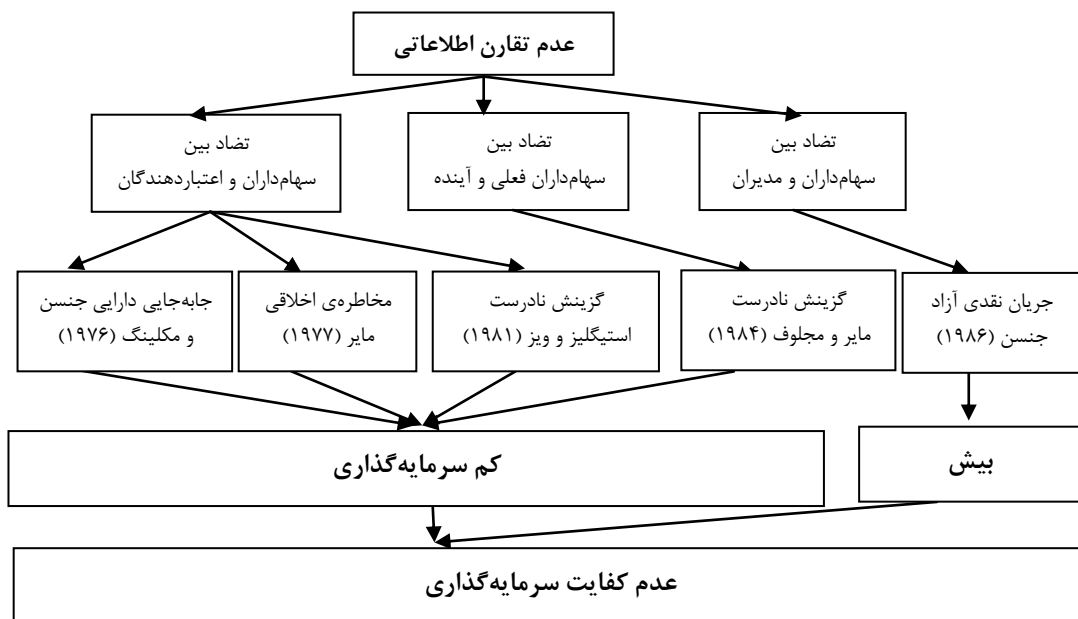 عدم تقارن اطلاعاتی
تضاد بین
سهام‌داران و مدیران
تضاد بین
سهام‌داران فعلی و آینده
تضاد بین
سهام‌داران و اعتباردهندگان
جریان نقدی آزاد
جنسن (۱۹۸۶)
گزینش نادرست
مایر و مجلوف (۱۹۸۴)
گزینش نادرست
استیگلیز و ویز (۱۹۸۱)
مخاطره‌ی اخلاقی
مایر (۱۹۷۷)
جابه‌جایی دارایی جنسن
و مکلینگ (۱۹۷۶)
بیش
کم سرمایه‌گذاری
عدم کفایت سرمایه‌گذاری